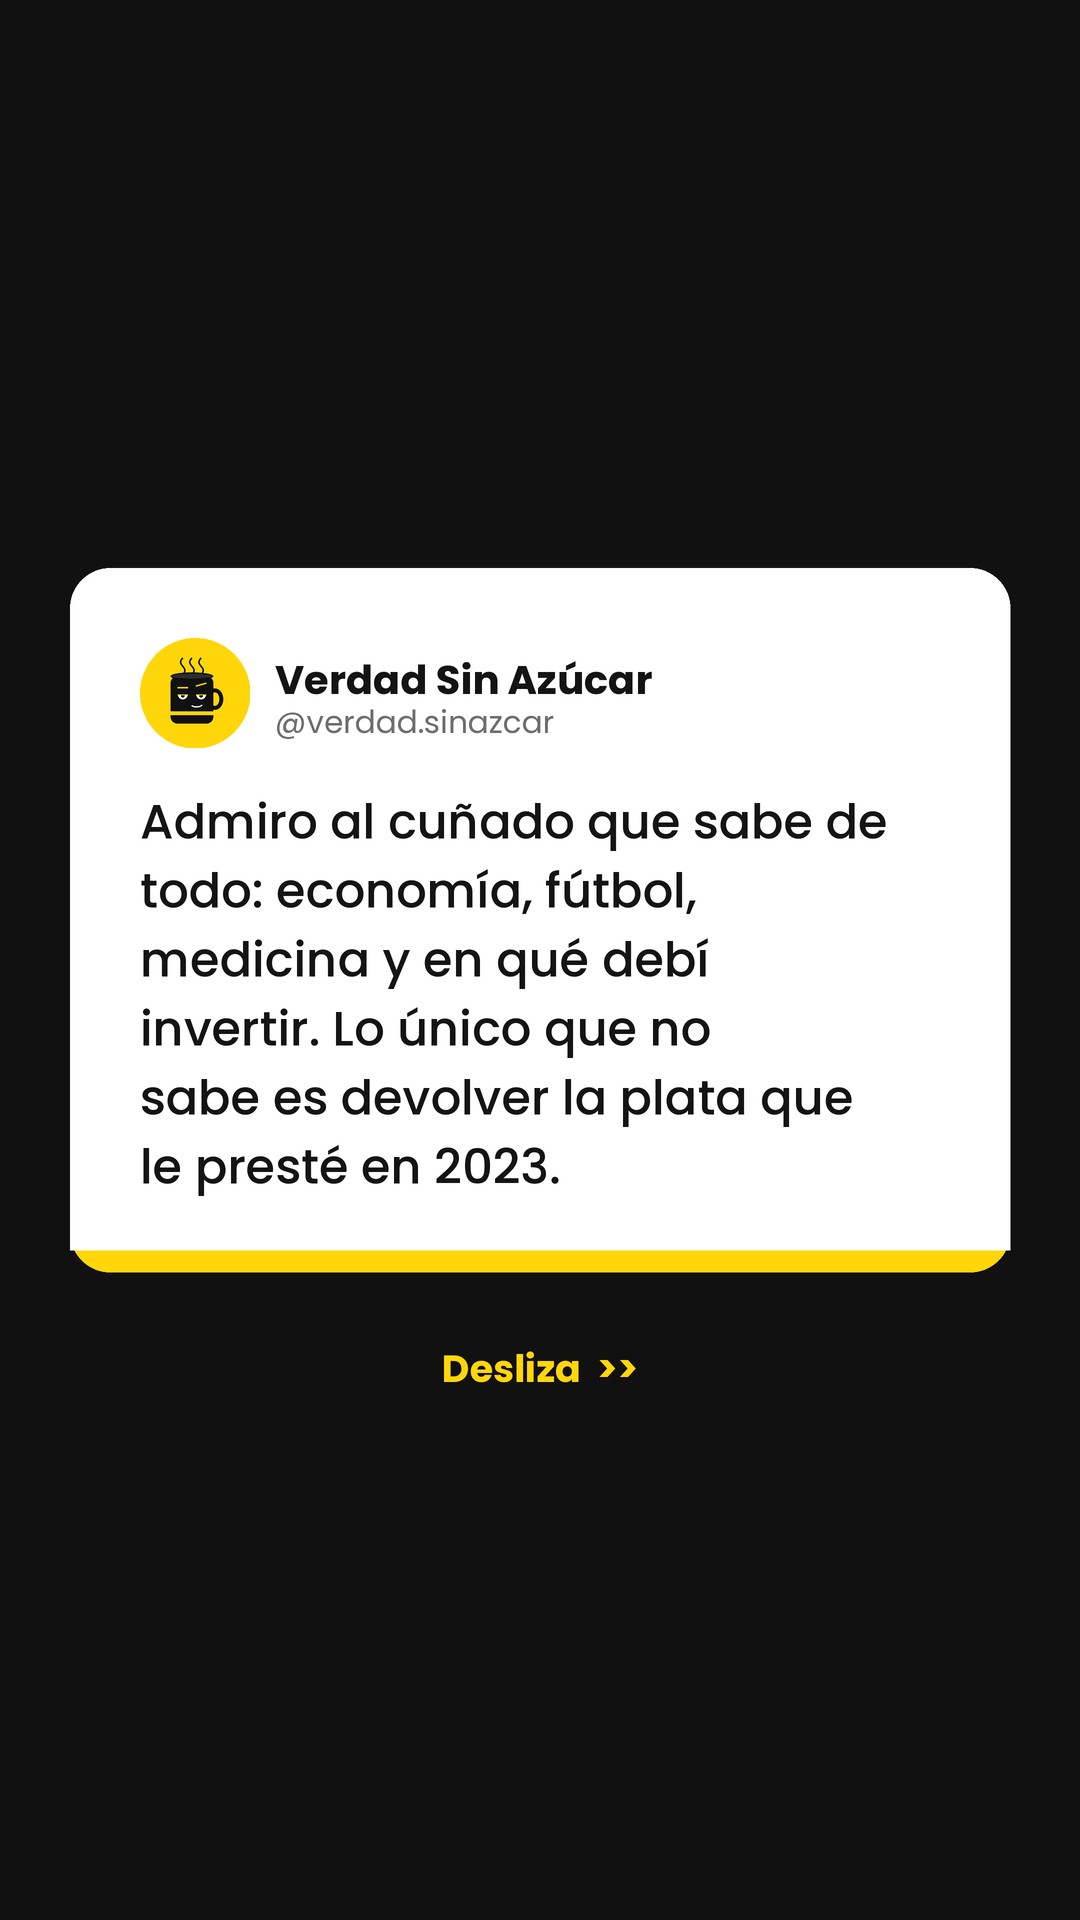 Verdad Sin Azúcar
@verdad.sinazcar
Admiro al cuñado que sabe de
todo: economía, fútbol,
medicina y en qué debí
invertir. Lo único que no
sabe es devolver la plata que
le presté en 2023.
Desliza >>